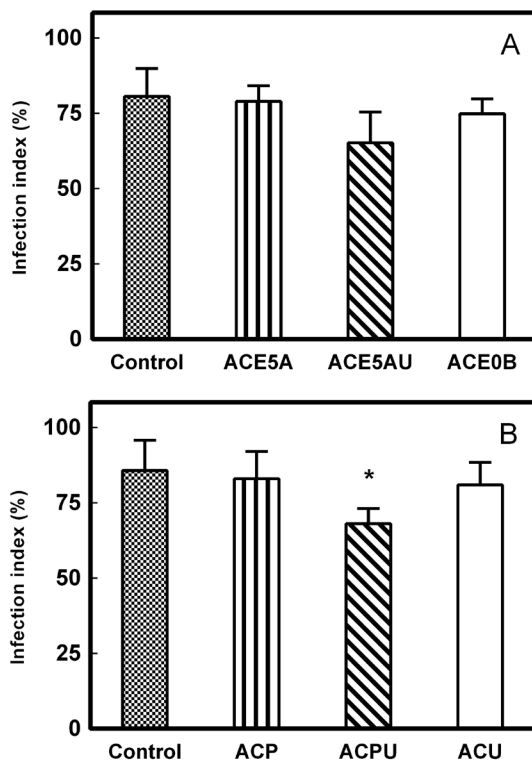 A
Infection index (%)
100
75
50
25
0
Control ACE5A ACE5AU ACE0B
B
Infection index (%)
100
75
50
25
0
*
Control ACP ACPU ACU